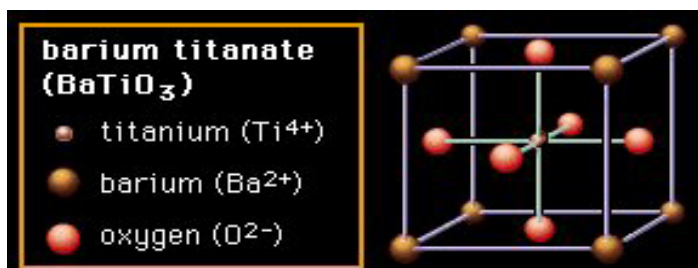 barium titanate
(BaTiO₃)
titanium (Ti⁴⁺)
barium (Ba²⁺)
oxygen (O²⁻)